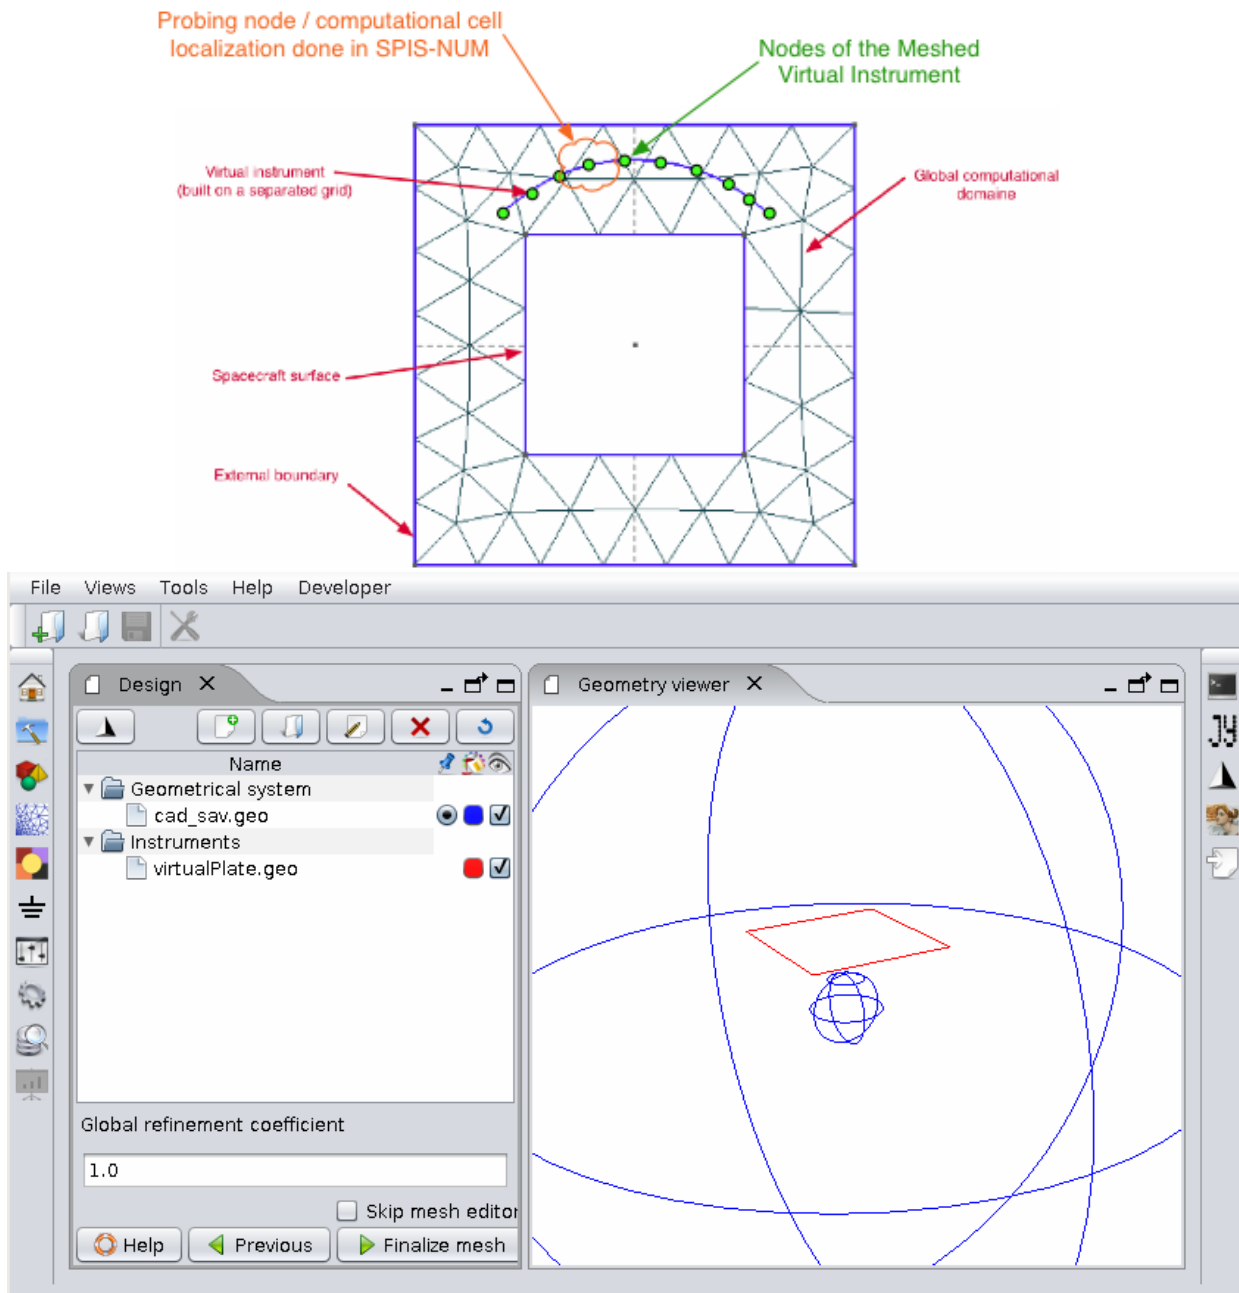 Probing node / computational cell
localization done in SPIS-NUM
Nodes of the Meshed
Virtual Instrument
Virtual instrument
(built on a separated grid)
Global computational
domaine
Spacecraft surface
External boundary
File Views Tools Help Developer
Design
Geometry viewer
Name
Geometrical system
cad_sav.geo
Instruments
virtualPlate.geo
Global refinement coefficient
1.0
Skip mesh editor
Help Previous Finalize mesh